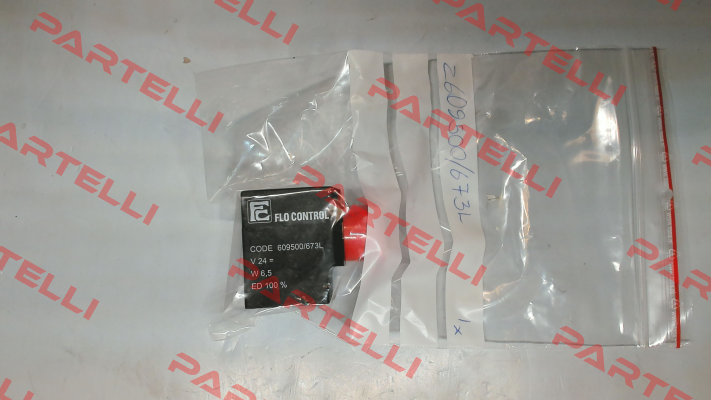 FC FLO CONTROL
CODE 609500/673L
V 24 =
W 6,5
ED 100 %
Z609500/673L
1x
PARTELLI
PARTELLI
PARTELLI
PARTELLI
PARTELLI
PARTELLI
PARTELLI
PARTELLI
PARTELLI